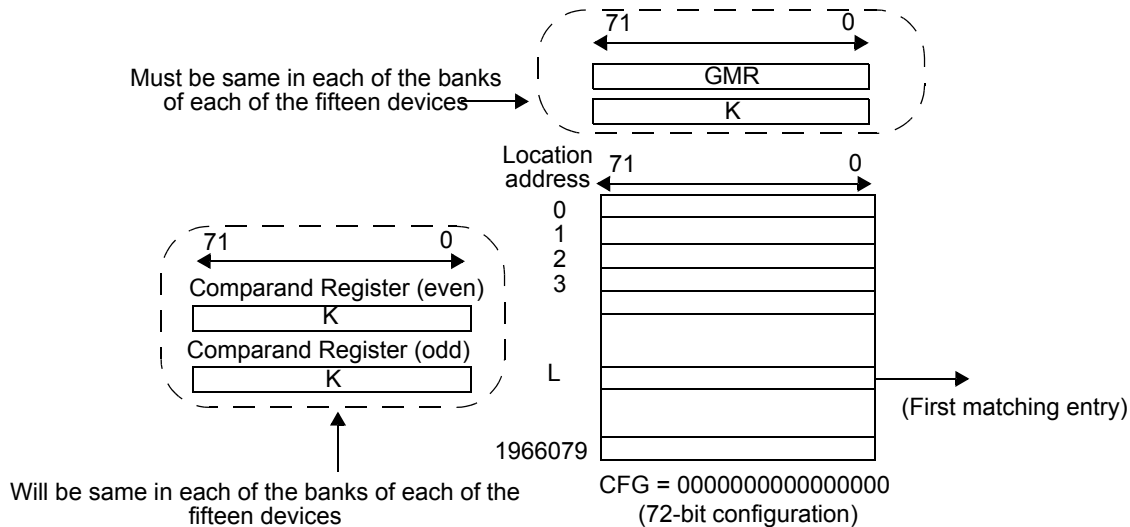 71 0
GMR
K
Must be same in each of the banks
of each of the fifteen devices
Location
address
71 0
0
1
2
3
L
1966079
(First matching entry)
CFG = 0000000000000000
(72-bit configuration)
71 0
Comparand Register (even)
K
Comparand Register (odd)
K
Will be same in each of the banks of each of the
fifteen devices